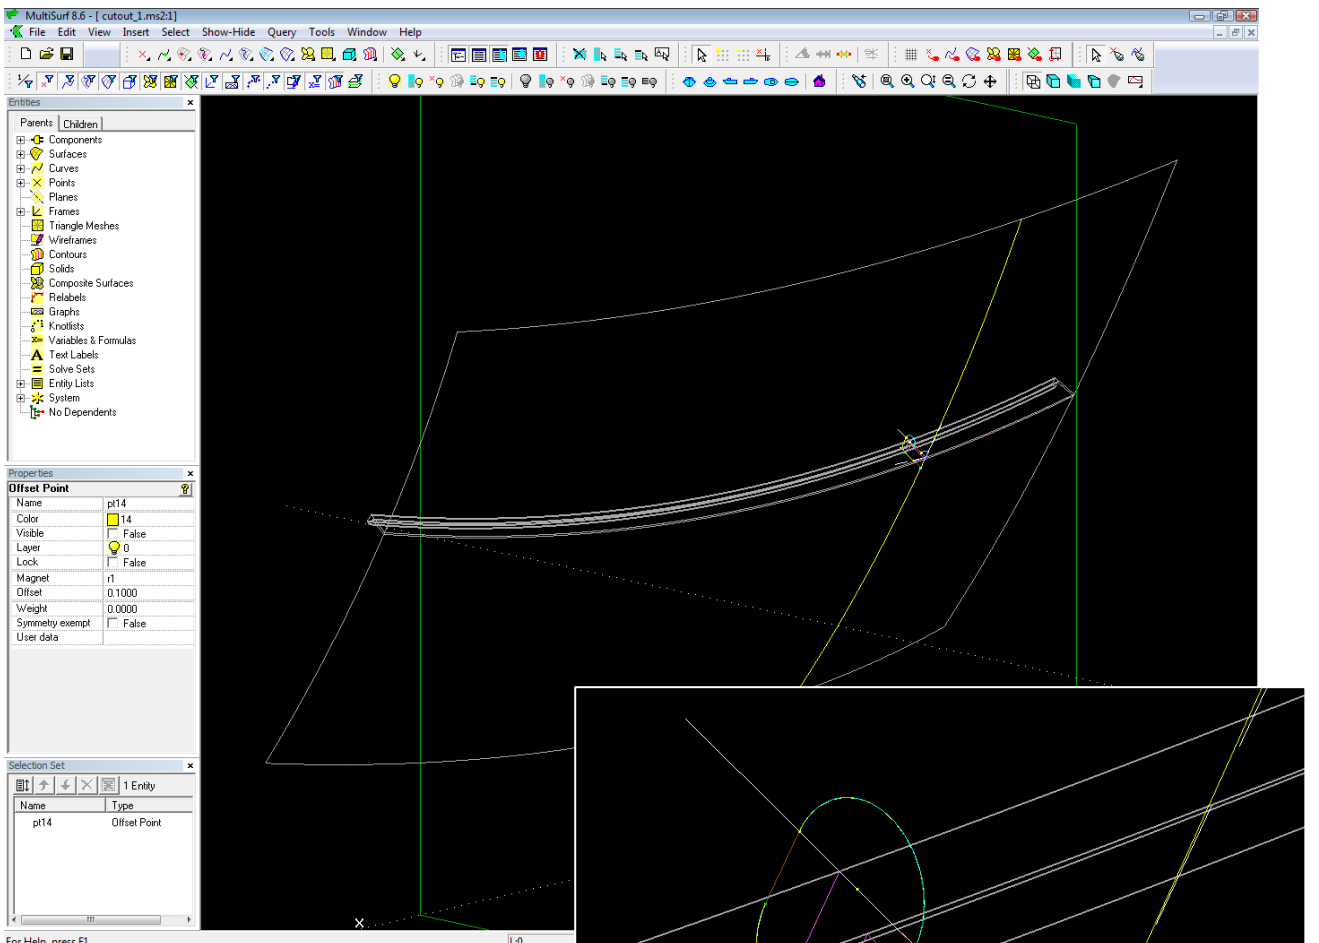 MultiSurf 8.6 - [ cutout_1.ms2:1]
File Edit View Insert Select Show-Hide Query Tools Window Help
Entities
Parents Children
Components
Surfaces
Curves
Points
Planes
Frames
Triangle Meshes
Wireframes
Contours
Solids
Composite Surfaces
Relabels
Graphs
Knotlists
Variables & Formulas
Text Labels
Solve Sets
Entity Lists
System
No Dependents
Properties
Offset Point
Name pt14
Color 14
Visible False
Layer 0
Lock False
Magnet r1
Offset 0.1000
Weight 0.0000
Symmetry exempt False
User data
Selection Set
1 Entity
Name Type
pt14 Offset Point
X
For Help, press F1
L:0